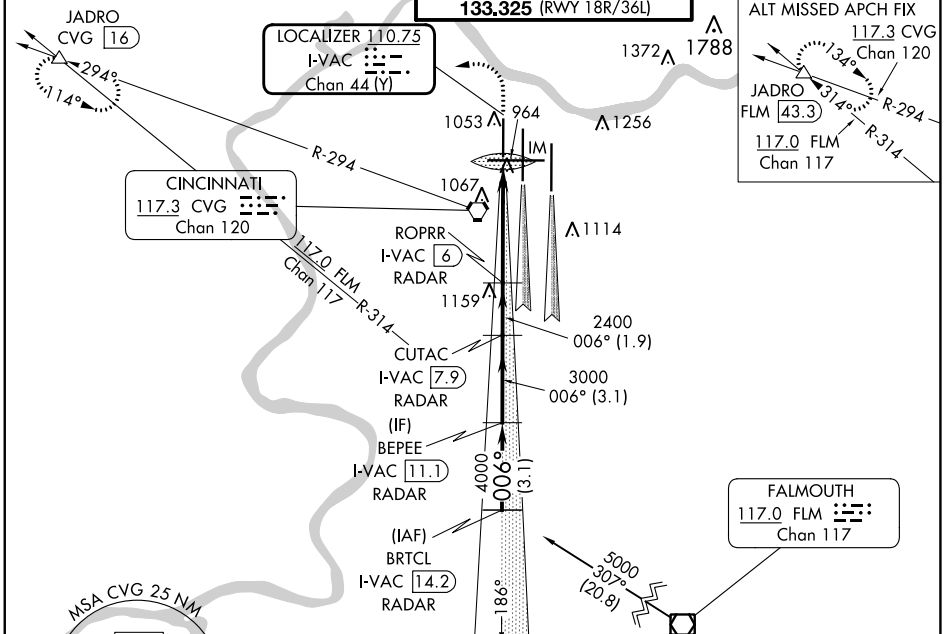 133.325 (RWY 18R/36L)
JADRO
CVG 16
294°
114°
LOCALIZER 110.75
I-VAC
Chan 44 (Y)
1372
1788
ALT MISSED APCH FIX
117.3 CVG
Chan 120
134°
314°
JADRO
FLM 43.3
R-294
R-314
117.0 FLM
Chan 117
1053
964
1256
IM
R-294
CINCINNATI
117.3 CVG
Chan 120
1067
1114
ROPRR
I-VAC 6
RADAR
117.0 FLM
Chan 117
R-314
1159
2400
006° (1.9)
CUTAC
I-VAC 7.9
RADAR
3000
006° (3.1)
(IF)
BEPEE
I-VAC 11.1
RADAR
4000
006°
(3.1)
(IAF)
BRTCL
I-VAC 14.2
RADAR
186°
FALMOUTH
117.0 FLM
Chan 117
5000
307°
(20.8)
MSA CVG 25 NM